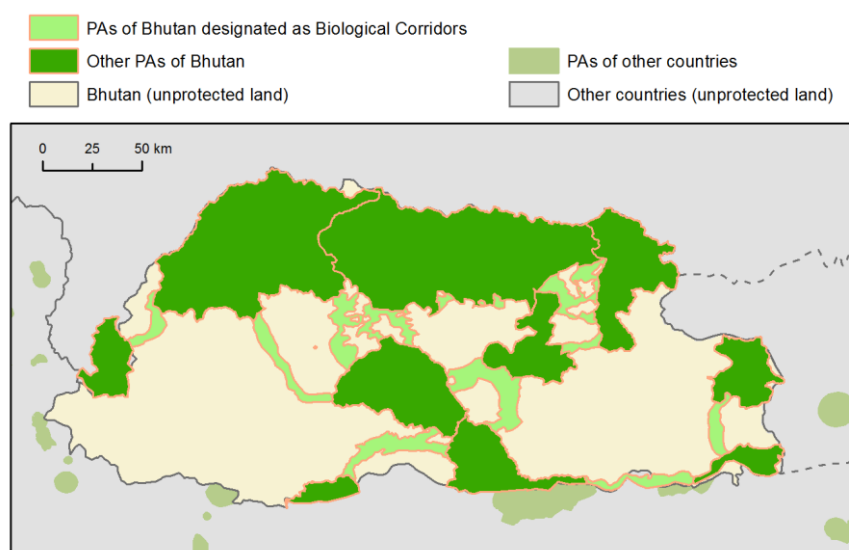 PAs of Bhutan designated as Biological Corridors
Other PAs of Bhutan
PAs of other countries
Bhutan (unprotected land)
Other countries (unprotected land)
0 25 50 km